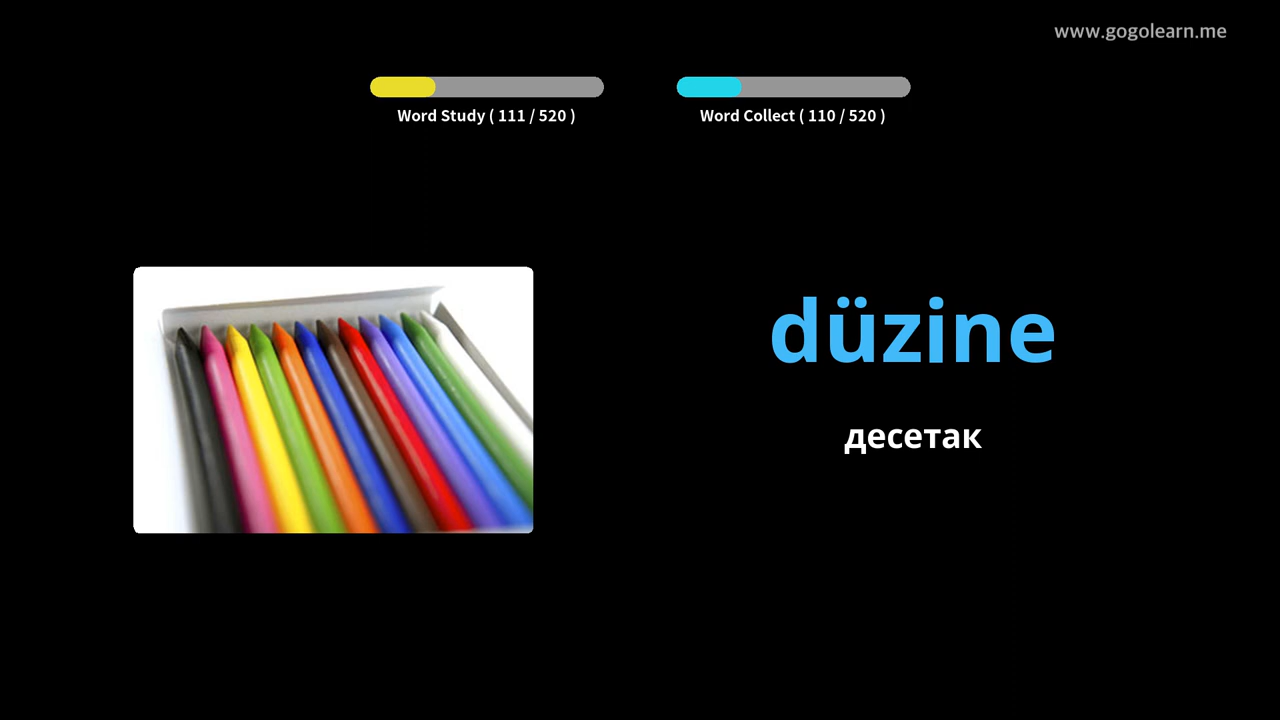 www.gogolearn.me
Word Study ( 111 / 520 )
Word Collect ( 110 / 520 )
düzine
десетак